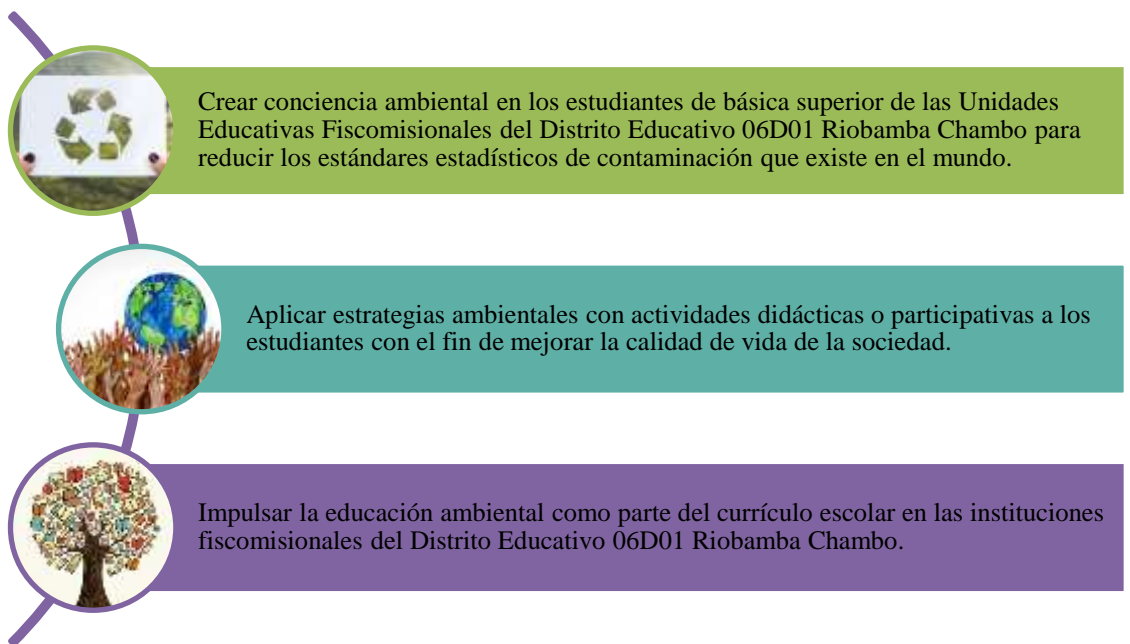 Crear conciencia ambiental en los estudiantes de básica superior de las Unidades
Educativas Fiscomisionales del Distrito Educativo 06D01 Riobamba Chambo para
reducir los estándares estadísticos de contaminación que existe en el mundo.
Aplicar estrategias ambientales con actividades didácticas o participativas a los
estudiantes con el fin de mejorar la calidad de vida de la sociedad.
Impulsar la educación ambiental como parte del currículo escolar en las instituciones
fiscomisionales del Distrito Educativo 06D01 Riobamba Chambo.